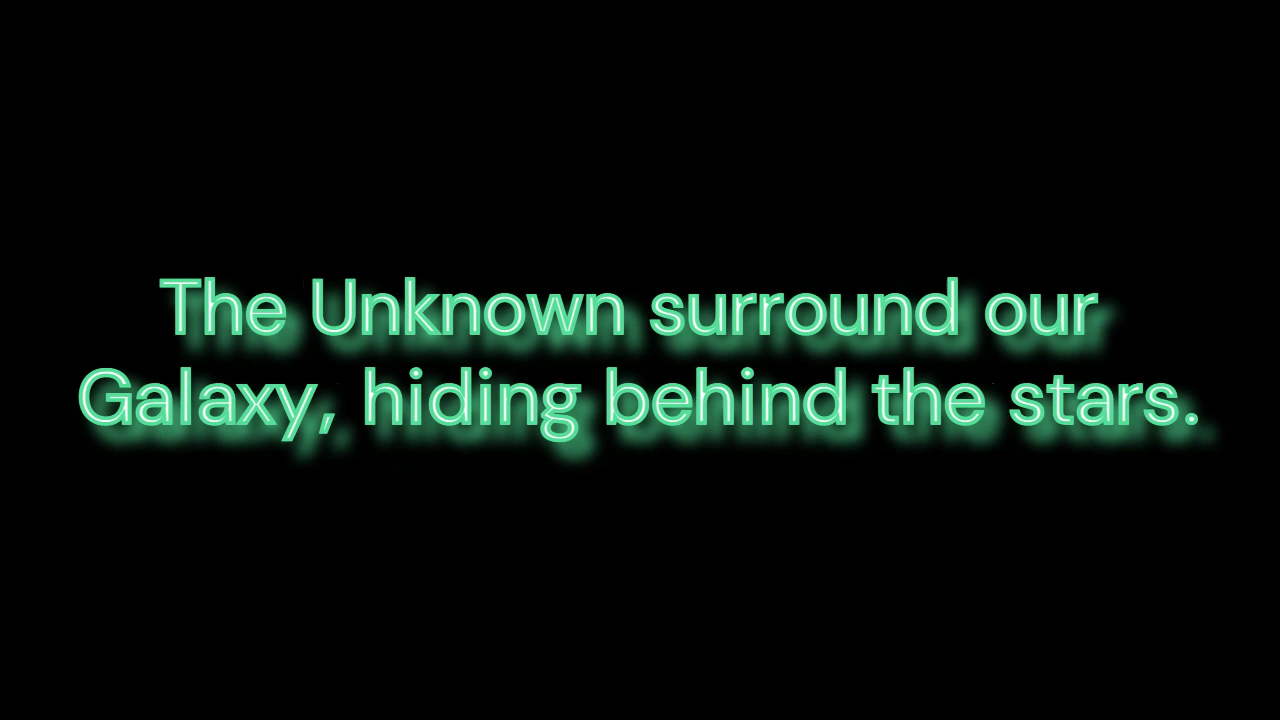 The Unknown surround our
Galaxy, hiding behind the stars.